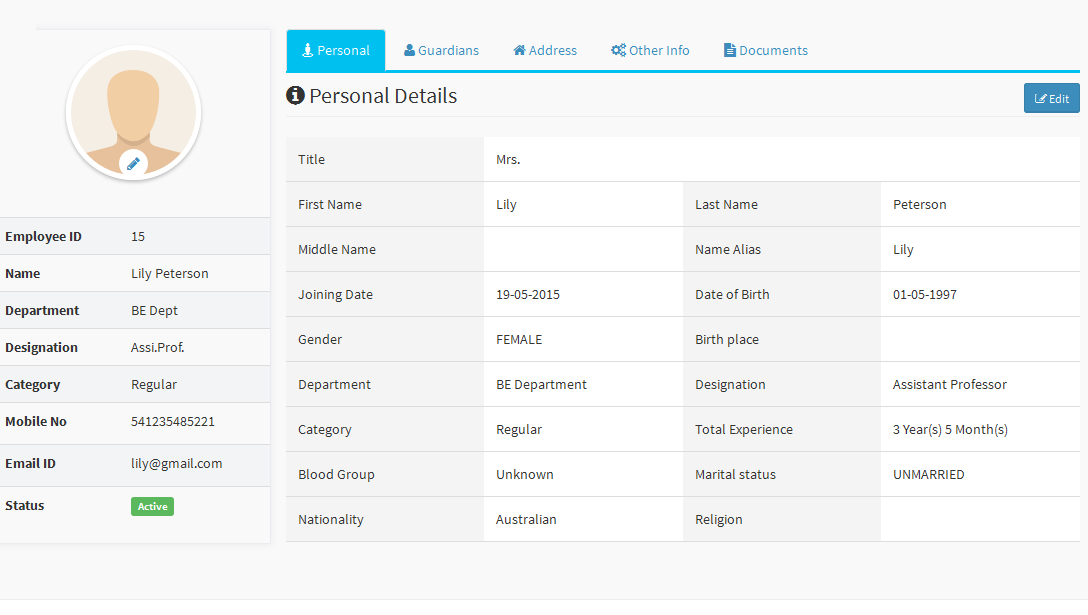 Employee ID 15
Name Lily Peterson
Department BE Dept
Designation Assi.Prof.
Category Regular
Mobile No 541235485221
Email ID lily@gmail.com
Status Active
Personal Guardians Address Other Info Documents
Personal Details Edit
Title Mrs.
First Name Lily Last Name Peterson
Middle Name Name Alias Lily
Joining Date 19-05-2015 Date of Birth 01-05-1997
Gender FEMALE Birth place
Department BE Department Designation Assistant Professor
Category Regular Total Experience 3 Year(s) 5 Month(s)
Blood Group Unknown Marital status UNMARRIED
Nationality Australian Religion